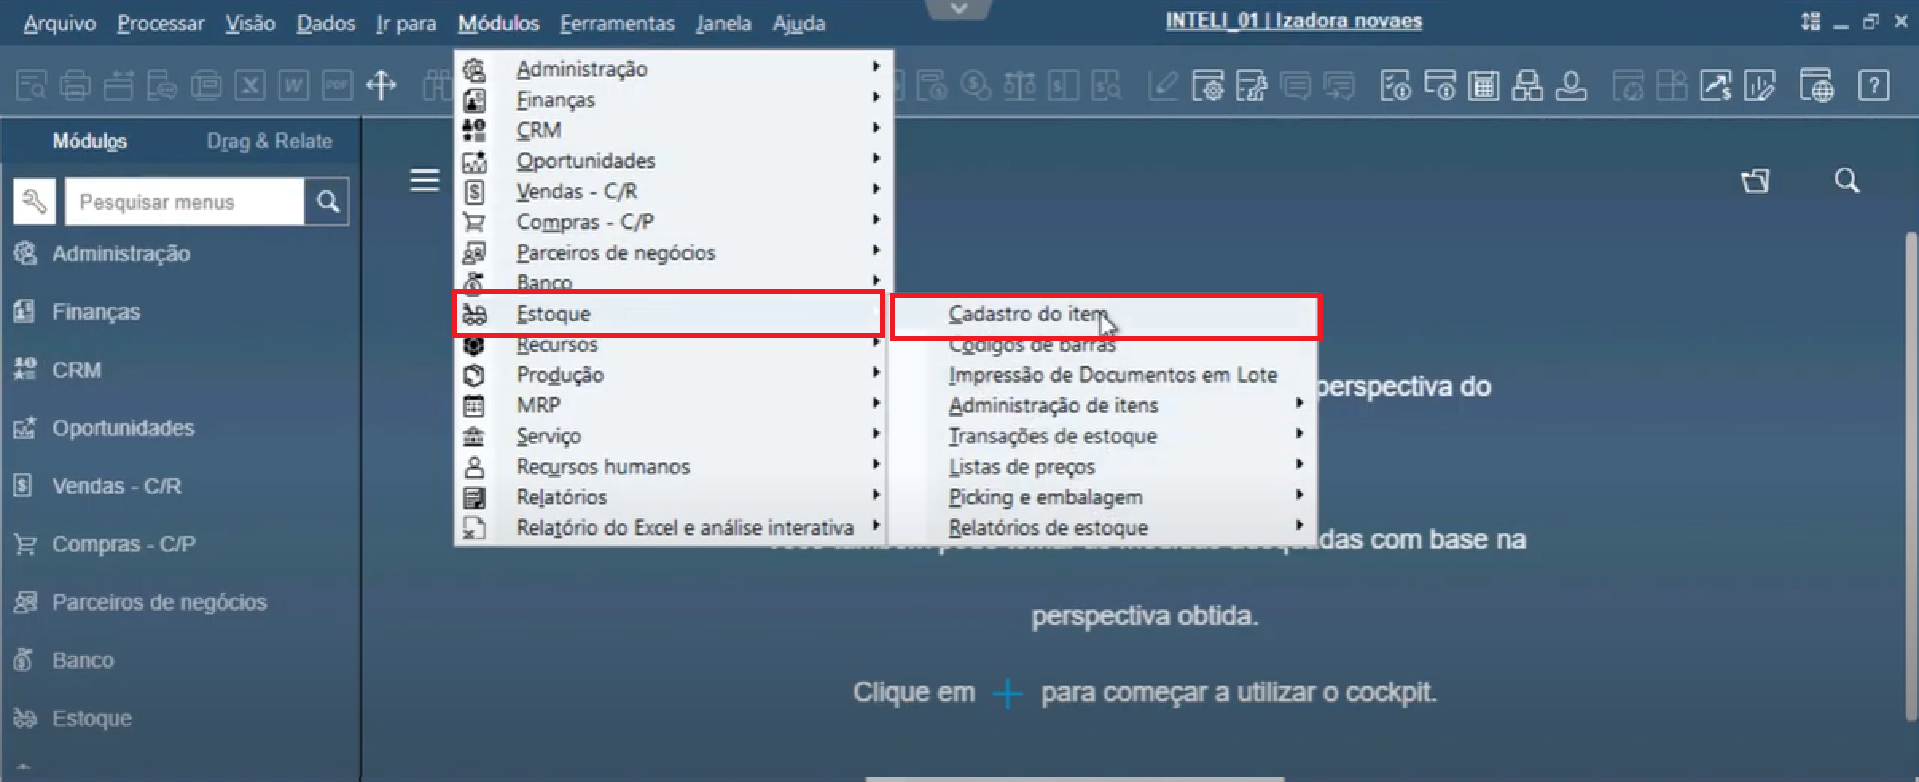 Arquivo Processar Visão Dados Ir para Módulos Ferramentas Janela Ajuda
INTELI_01 | Izadora novaes
Módulos Drag & Relate
Pesquisar menus
Administração
Finanças
CRM
Oportunidades
Vendas - C/R
Compras - C/P
Parceiros de negócios
Banco
Estoque
Administração
Finanças
CRM
Oportunidades
Vendas - C/R
Compras - C/P
Parceiros de negócios
Banco
Estoque
Recursos
Produção
MRP
Serviço
Recursos humanos
Relatórios
Relatório do Excel e análise interativa
Cadastro do item
Códigos de barras
Impressão de Documentos em Lote
Administração de itens
Transações de estoque
Listas de preços
Picking e embalagem
Relatórios de estoque
perspectiva do
com base na
perspectiva obtida.
Clique em + para começar a utilizar o cockpit.